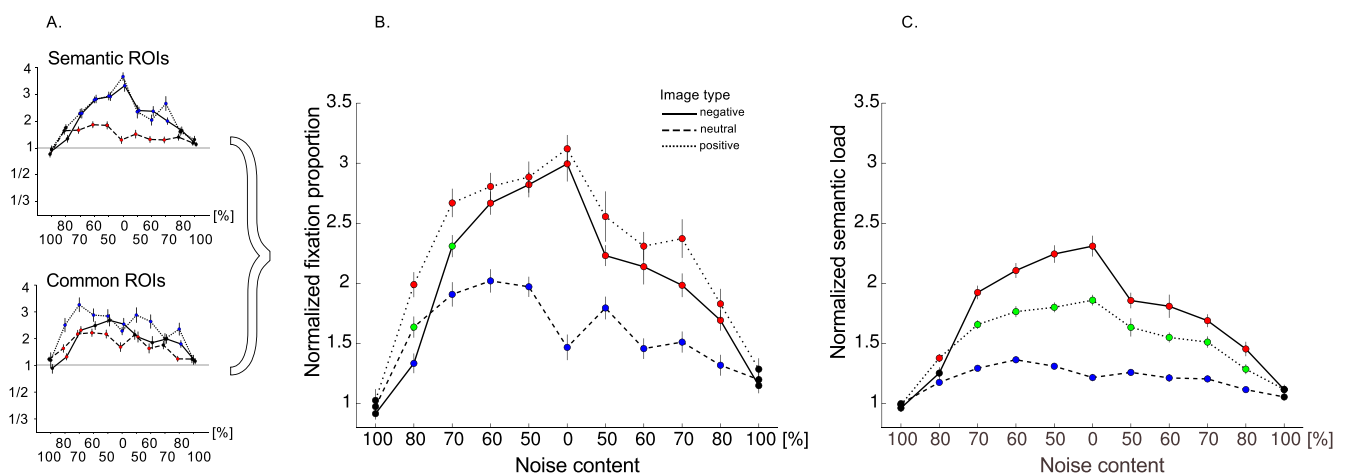 A.
Semantic ROIs
4
3
2
1
1/2
1/3
[%]
80 60 0 60 80
100 70 50 50 70 100
Common ROIs
4
3
2
1
1/2
1/3
[%]
80 60 0 60 80
100 70 50 50 70 100
B.
Normalized fixation proportion
3.5
3
2.5
2
1.5
1
Image type
negative
neutral
positive
100 80 70 60 50 0 50 60 70 80 100 [%]
Noise content
C.
Normalized semantic load
3.5
3
2.5
2
1.5
1
100 80 70 60 50 0 50 60 70 80 100 [%]
Noise content